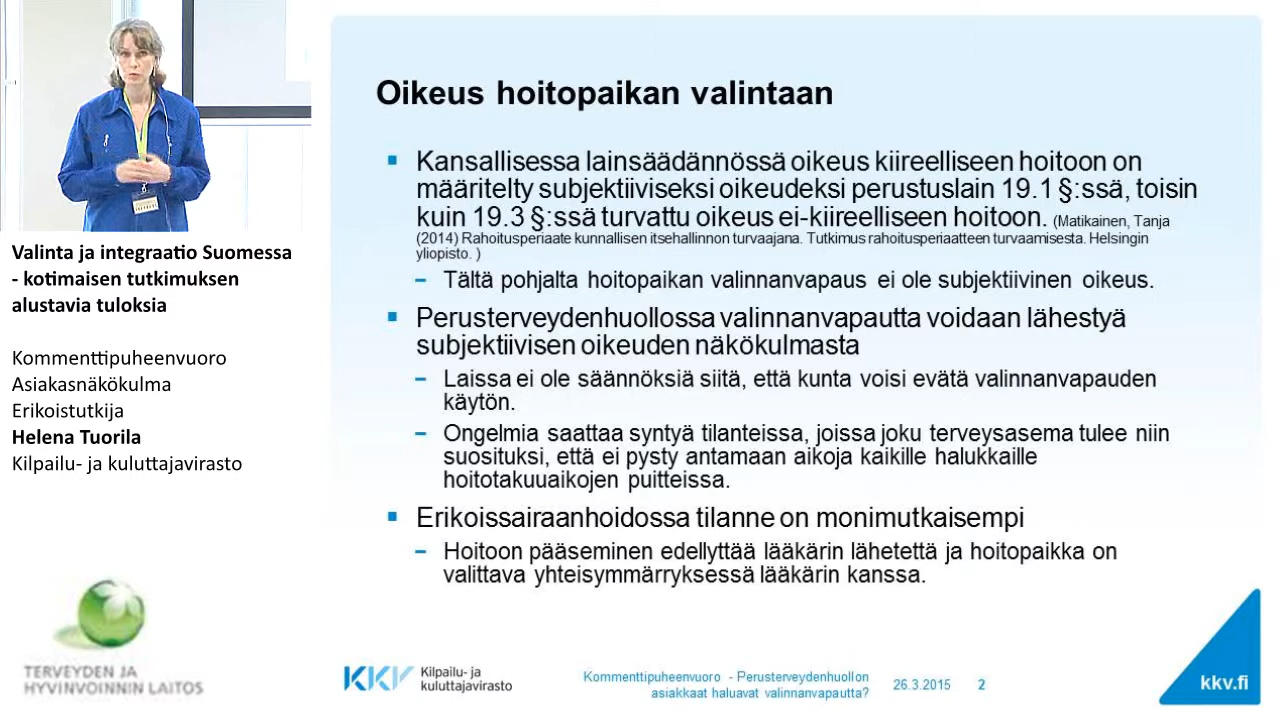 Valinta ja integraatio Suomessa
- kotimaisen tutkimuksen
alustavia tuloksia
Kommenttipuheenvuoro
Asiakasnäkökulma
Erikoistutkija
Helena Tuorila
Kilpailu- ja kuluttajavirasto
TERVEYDEN JA
HYVINVOINNIN LAITOS
Oikeus hoitopaikan valintaan
▪ Kansallisessa lainsäädännössä oikeus kiireelliseen hoitoon on
määritelty subjektiiviseksi oikeudeksi perustuslain 19.1 §:ssä, toisin
kuin 19.3 §:ssä turvattu oikeus ei-kiireelliseen hoitoon. (Matikainen, Tanja
(2014) Rahoitusperiaate kunnallisen itsehallinnon turvaajana. Tutkimus rahoitusperiaatteen turvaamisesta. Helsingin
yliopisto. )
– Tältä pohjalta hoitopaikan valinnanvapaus ei ole subjektiivinen oikeus.
▪ Perusterveydenhuollossa valinnanvapautta voidaan lähestyä
subjektiivisen oikeuden näkökulmasta
– Laissa ei ole säännöksiä siitä, että kunta voisi evätä valinnanvapauden
käytön.
– Ongelmia saattaa syntyä tilanteissa, joissa joku terveysasema tulee niin
suosituksi, että ei pysty antamaan aikoja kaikille halukkaille
hoitotakuuaikojen puitteissa.
▪ Erikoissairaanhoidossa tilanne on monimutkaisempi
– Hoitoon pääseminen edellyttää lääkärin lähetettä ja hoitopaikka on
valittava yhteisymmärryksessä lääkärin kanssa.
KKV Kilpailu- ja
kuluttajavirasto
Kommenttipuheenvuoro - Perusterveydenhuollon
asiakkaat haluavat valinnanvapautta?
26.3.2015
2
kkv.fi